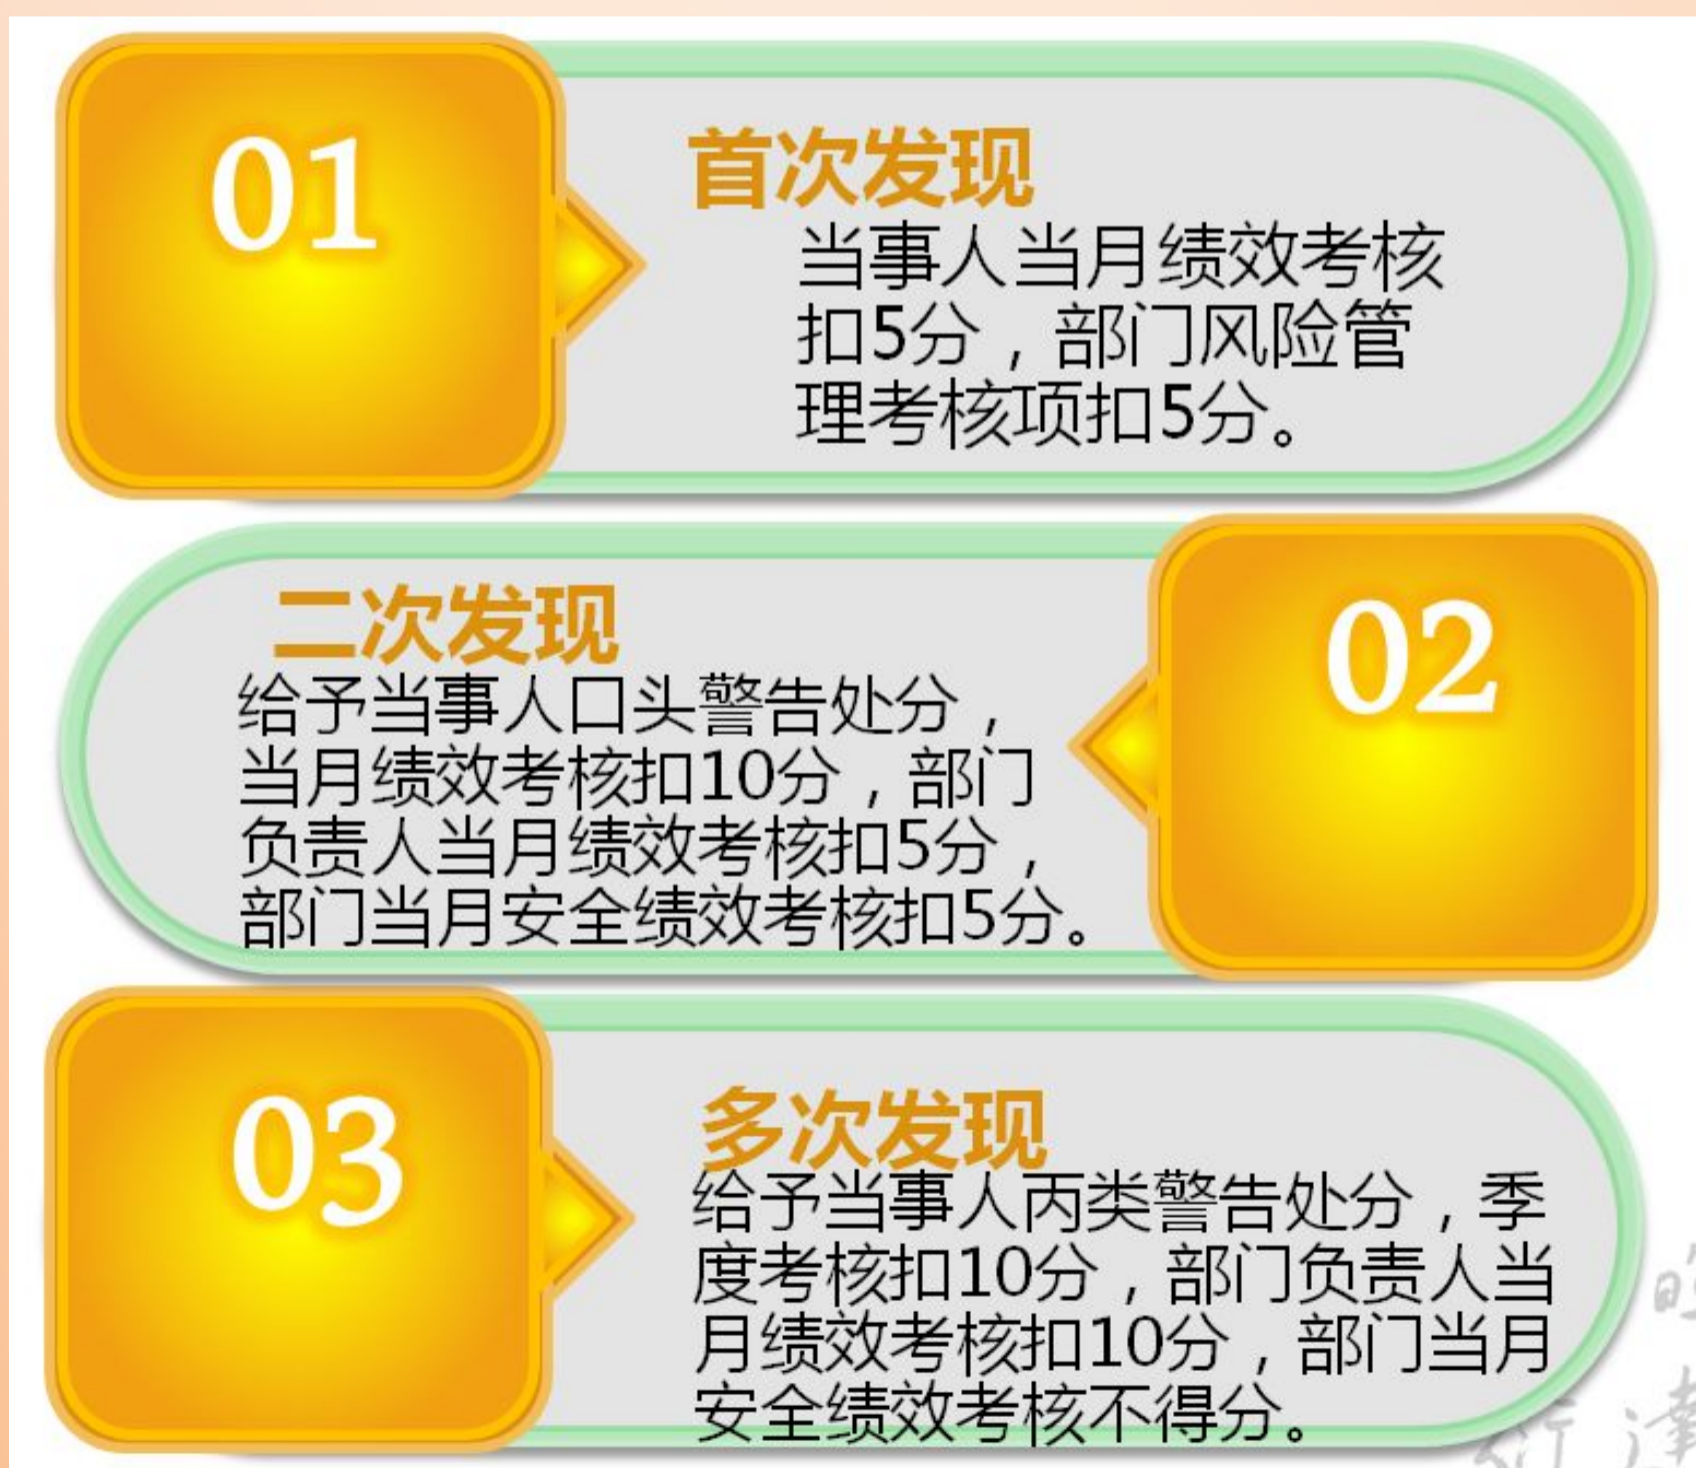 01
首次发现
当事人当月绩效考核
扣5分，部门风险管
理考核项扣5分。
二次发现
给予当事人口头警告处分，
当月绩效考核扣10分，部门
负责人当月绩效考核扣5分，
部门当月安全绩效考核扣5分。
02
03
多次发现
给予当事人丙类警告处分，季
度考核扣10分，部门负责人当
月绩效考核扣10分，部门当月
安全绩效考核不得分。